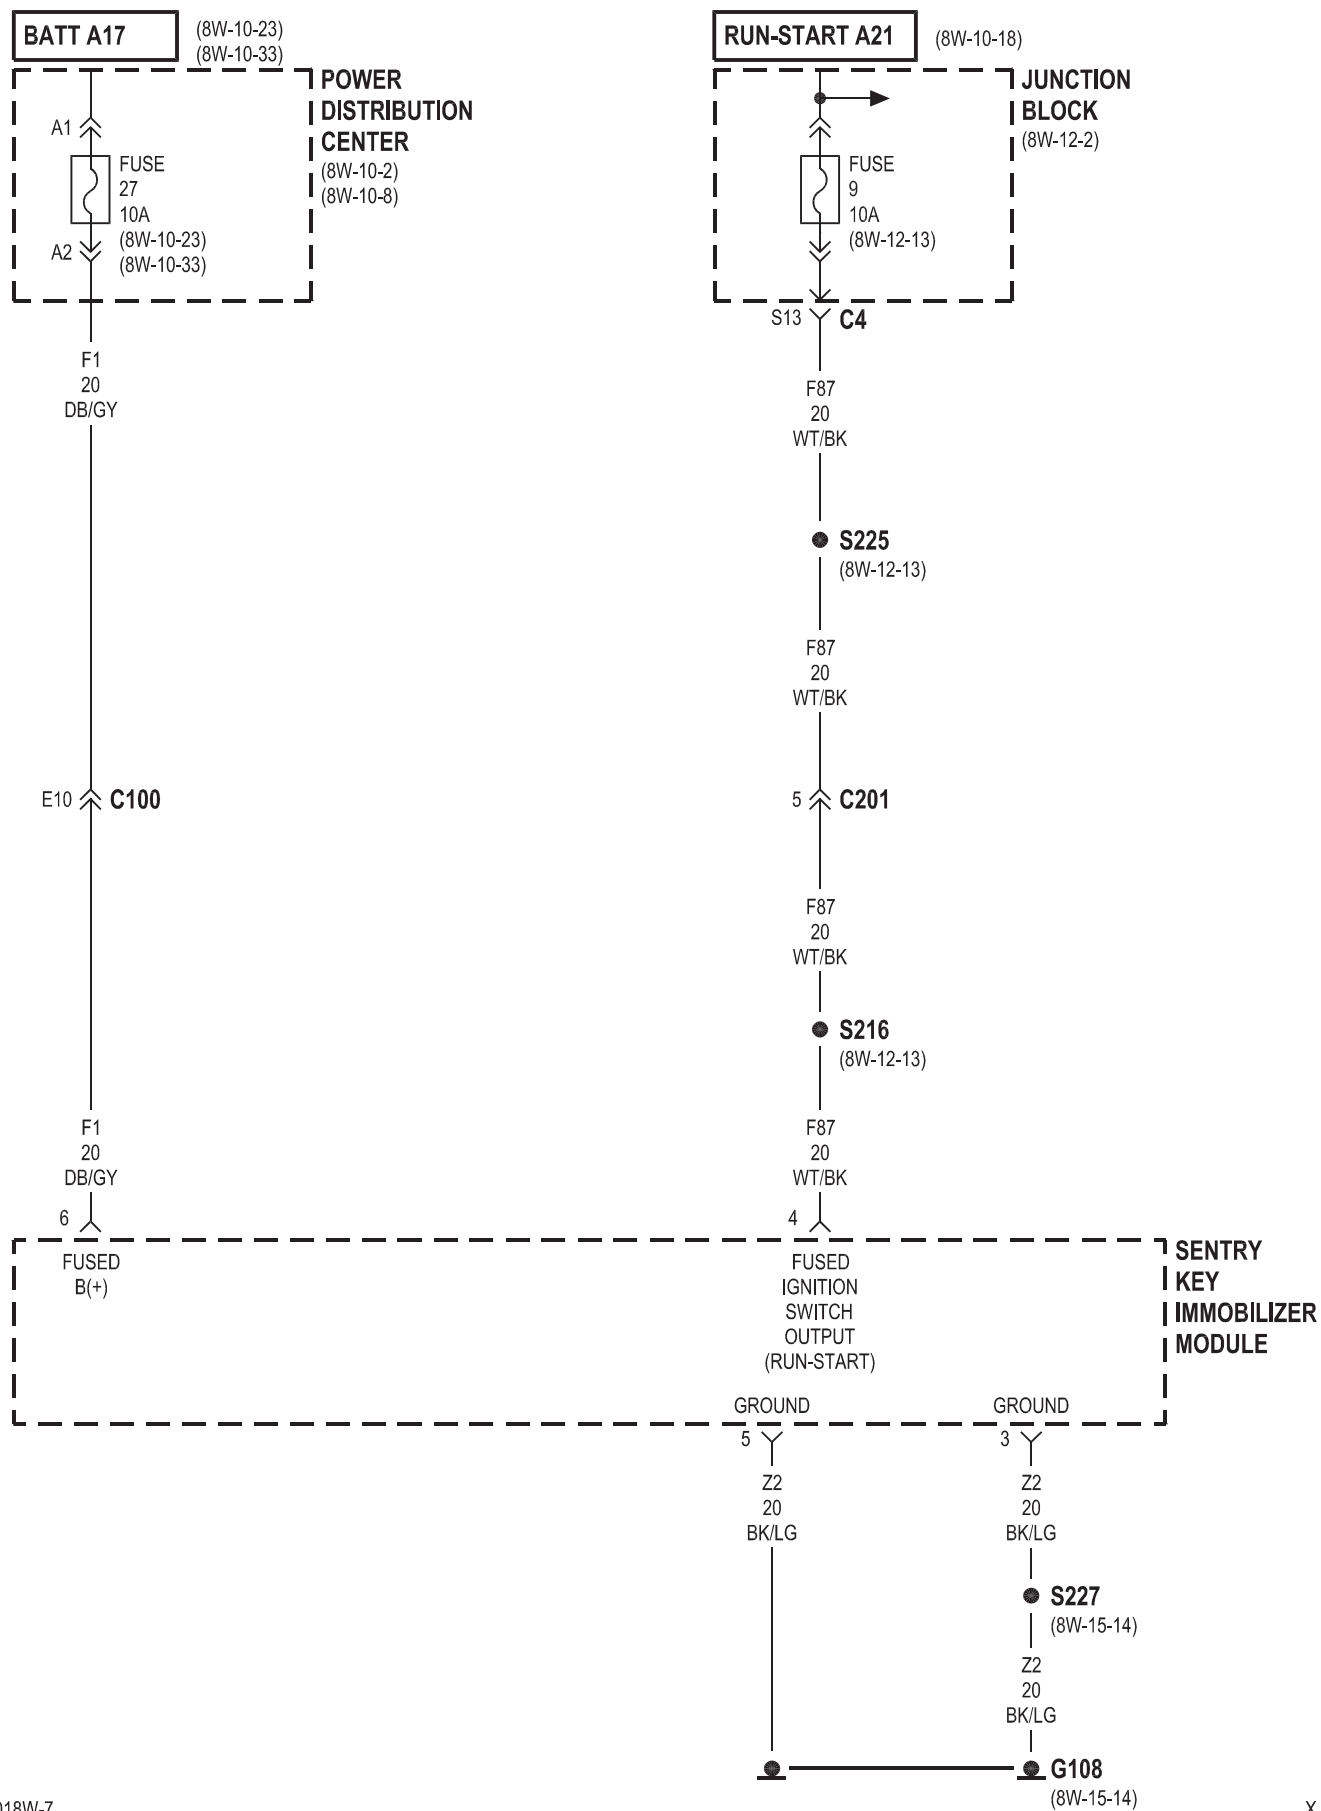 BATT A17
(8W-10-23)
(8W-10-33)
RUN-START A21
(8W-10-18)
POWER
DISTRIBUTION
CENTER
(8W-10-2)
(8W-10-8)
A1
FUSE
27
10A
(8W-10-23)
(8W-10-33)
A2
JUNCTION
BLOCK
(8W-12-2)
FUSE
9
10A
(8W-12-13)
S13
C4
F1
20
DB/GY
F87
20
WT/BK
S225
(8W-12-13)
F87
20
WT/BK
E10
C100
5
C201
F87
20
WT/BK
S216
(8W-12-13)
F1
20
DB/GY
F87
20
WT/BK
6
4
FUSED
B(+)
FUSED
IGNITION
SWITCH
OUTPUT
(RUN-START)
SENTRY
KEY
IMMOBILIZER
MODULE
GROUND
GROUND
5
3
Z2
20
BK/LG
Z2
20
BK/LG
S227
(8W-15-14)
Z2
20
BK/LG
G108
(8W-15-14)